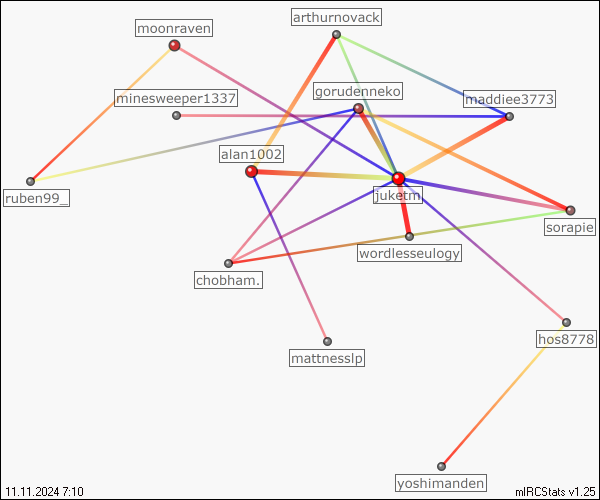 arthurnovack
moonraven
gorudenneko
minesweeper1337
maddiee3773
alan1002
juketm
ruben99_
sorapie
wordlesseulogy
chobham.
hos8778
mattnesslp
yoshimanden
11.11.2024 7:10
mIRCStats v1.25